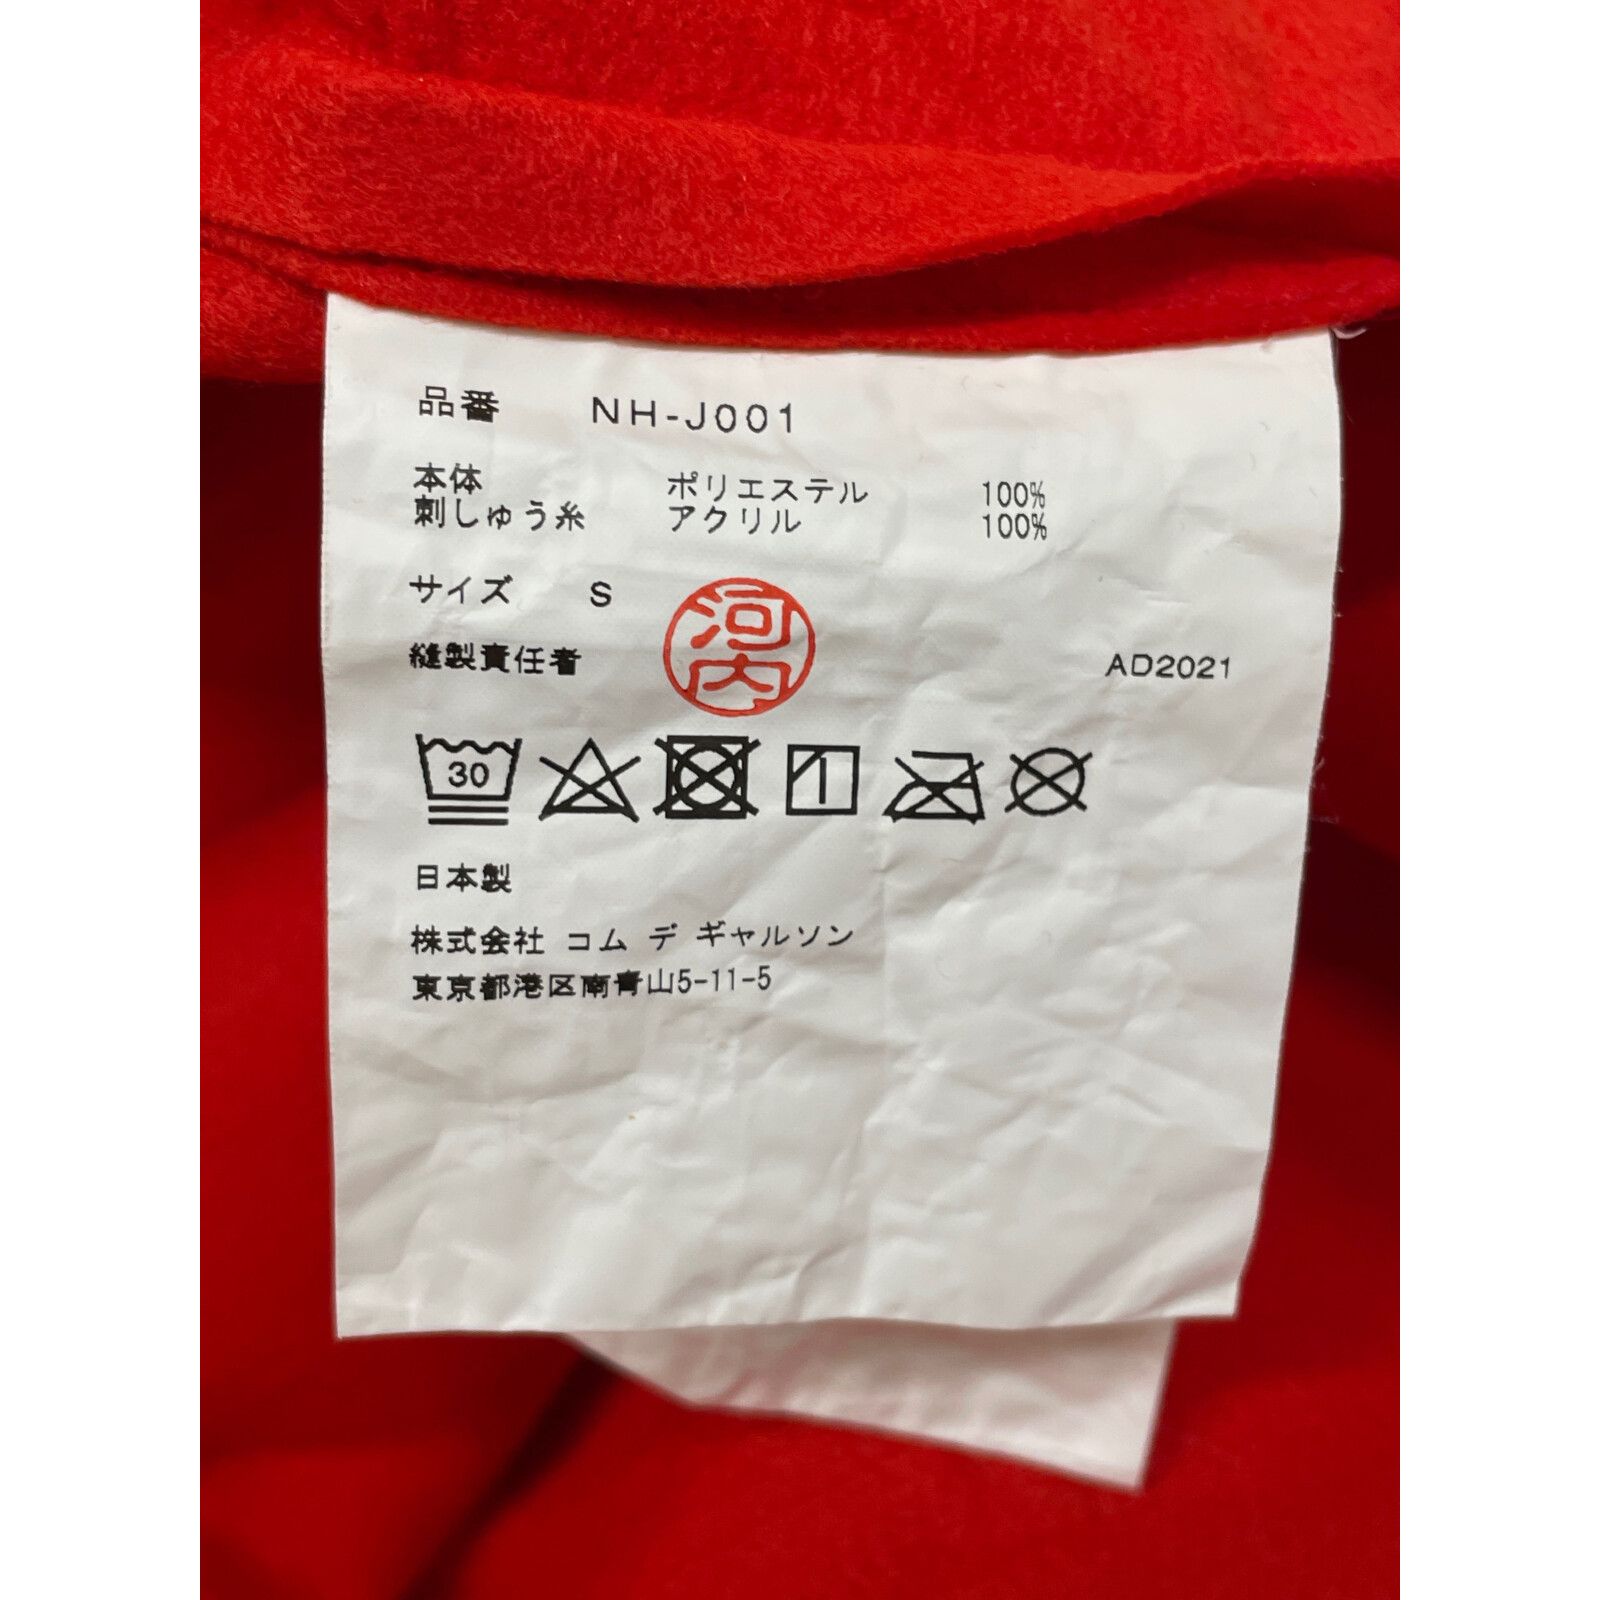 品番 NH-J001
本体 ポリエステル 100%
刺しゅう糸 アクリル 100%
サイズ S
河内
縫製責任者 AD2021
30
日本製
株式会社 コム デ ギャルソン
東京都港区南青山5-11-5